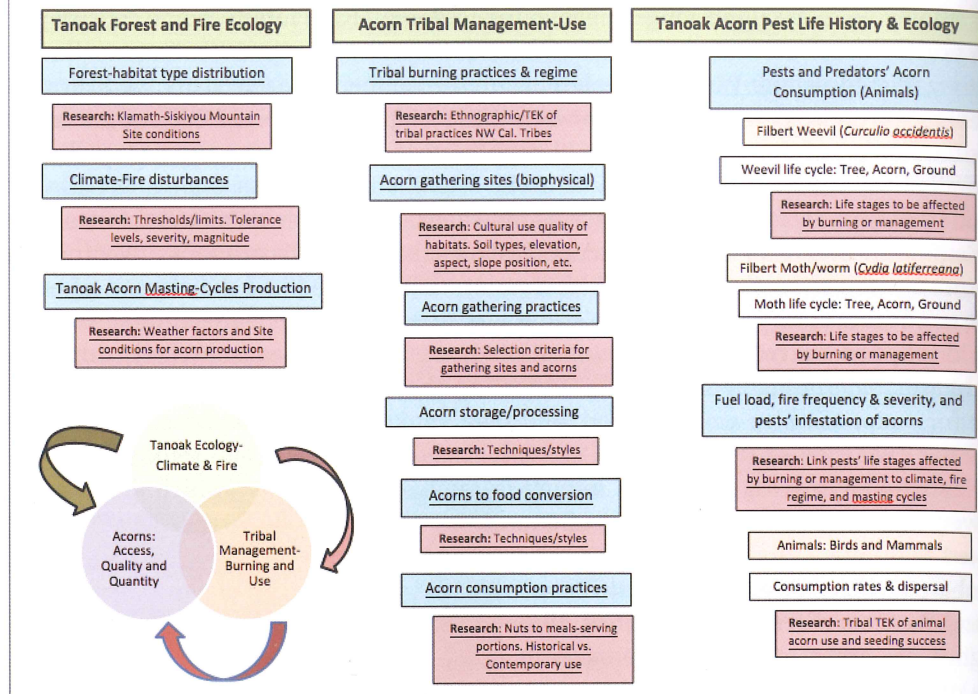 Tanoak Forest and Fire Ecology
Forest-habitat type distribution
Research: Klamath-Siskiyou Mountain
Site conditions
Climate-Fire disturbances
Research: Thresholds/limits. Tolerance
levels, severity, magnitude
Tanoak Acorn Masting-Cycles Production
Research: Weather factors and Site
conditions for acorn production
Tanoak Ecology-
Climate & Fire
Acorns:
Access,
Quality and
Quantity
Tribal
Management-
Burning and
Use
Acorn Tribal Management-Use
Tribal burning practices & regime
Research: Ethnographic/TEK of
tribal practices NW Cal. Tribes
Acorn gathering sites (biophysical)
Research: Cultural use quality of
habitats. Soil types, elevation,
aspect, slope position, etc.
Acorn gathering practices
Research: Selection criteria for
gathering sites and acorns
Acorn storage/processing
Research: Techniques/styles
Acorns to food conversion
Research: Techniques/styles
Acorn consumption practices
Research: Nuts to meals-serving
portions. Historical vs.
Contemporary use
Tanoak Acorn Pest Life History & Ecology
Pests and Predators' Acorn
Consumption (Animals)
Filbert Weevil (Curculio occidentis)
Weevil life cycle: Tree, Acorn, Ground
Research: Life stages to be affected
by burning or management
Filbert Moth/worm (Cydia latiferreana)
Moth life cycle: Tree, Acorn, Ground
Research: Life stages to be affected
by burning or management
Fuel load, fire frequency & severity, and
pests' infestation of acorns
Research: Link pests' life stages affected
by burning or management to climate, fire
regime, and masting cycles
Animals: Birds and Mammals
Consumption rates & dispersal
Research: Tribal TEK of animal
acorn use and seeding success